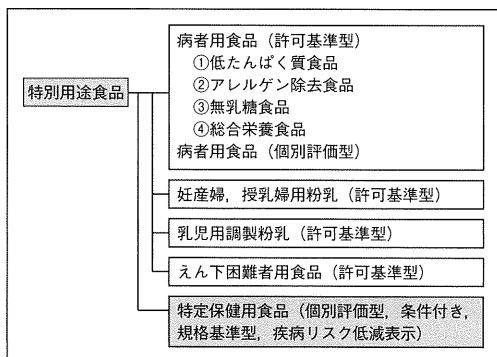 特別用途食品
病者用食品（許可基準型）
①低たんぱく質食品
②アレルゲン除去食品
③無乳糖食品
④総合栄養食品
病者用食品（個別評価型）
妊産婦，授乳婦用粉乳（許可基準型）
乳児用調製粉乳（許可基準型）
えん下困難者用食品（許可基準型）
特定保健用食品（個別評価型，条件付き，
規格基準型，疾病リスク低減表示）